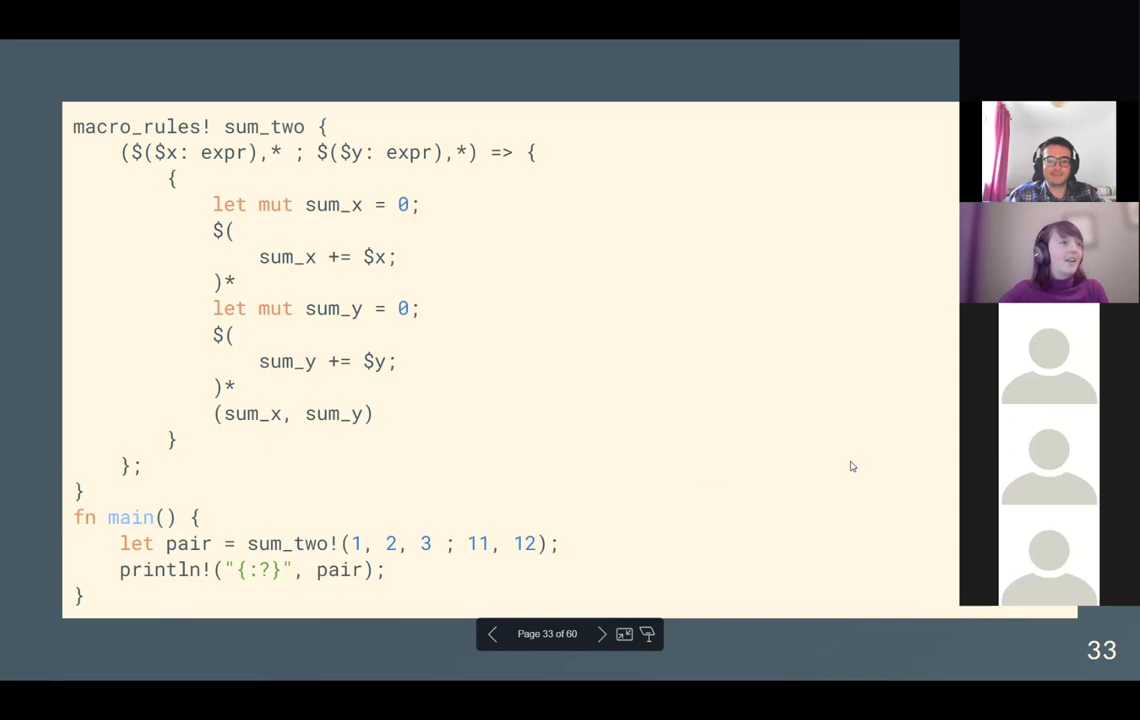 macro_rules! sum_two {
    ($($x: expr),* ; $($y: expr),*) => {
        {
            let mut sum_x = 0;
            $(
                sum_x += $x;
            )*
            let mut sum_y = 0;
            $(
                sum_y += $y;
            )*
            (sum_x, sum_y)
        }
    };
}
fn main() {
    let pair = sum_two!(1, 2, 3 ; 11, 12);
    println!("{:?}", pair);
}
Page 33 of 60
33